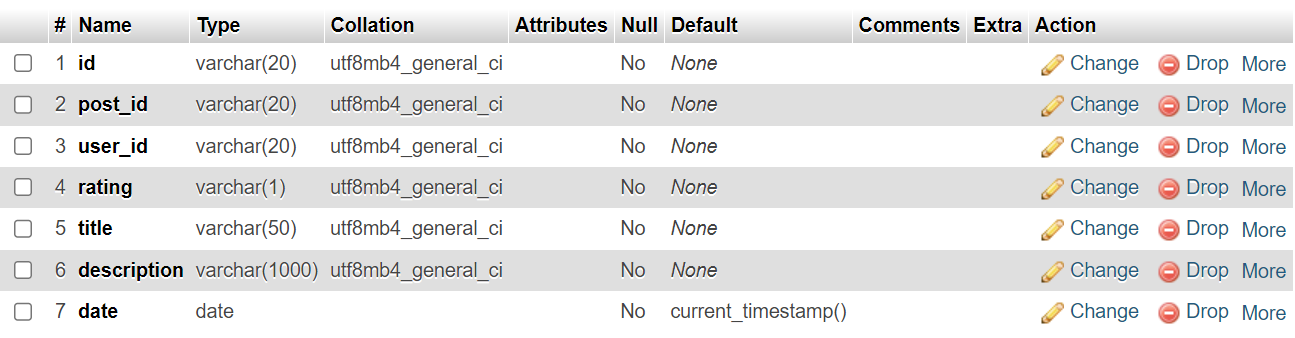 # Name Type Collation Attributes Null Default Comments Extra Action
1 id varchar(20) utf8mb4_general_ci No None Change Drop More
2 post_id varchar(20) utf8mb4_general_ci No None Change Drop More
3 user_id varchar(20) utf8mb4_general_ci No None Change Drop More
4 rating varchar(1) utf8mb4_general_ci No None Change Drop More
5 title varchar(50) utf8mb4_general_ci No None Change Drop More
6 description varchar(1000) utf8mb4_general_ci No None Change Drop More
7 date date No current_timestamp() Change Drop More